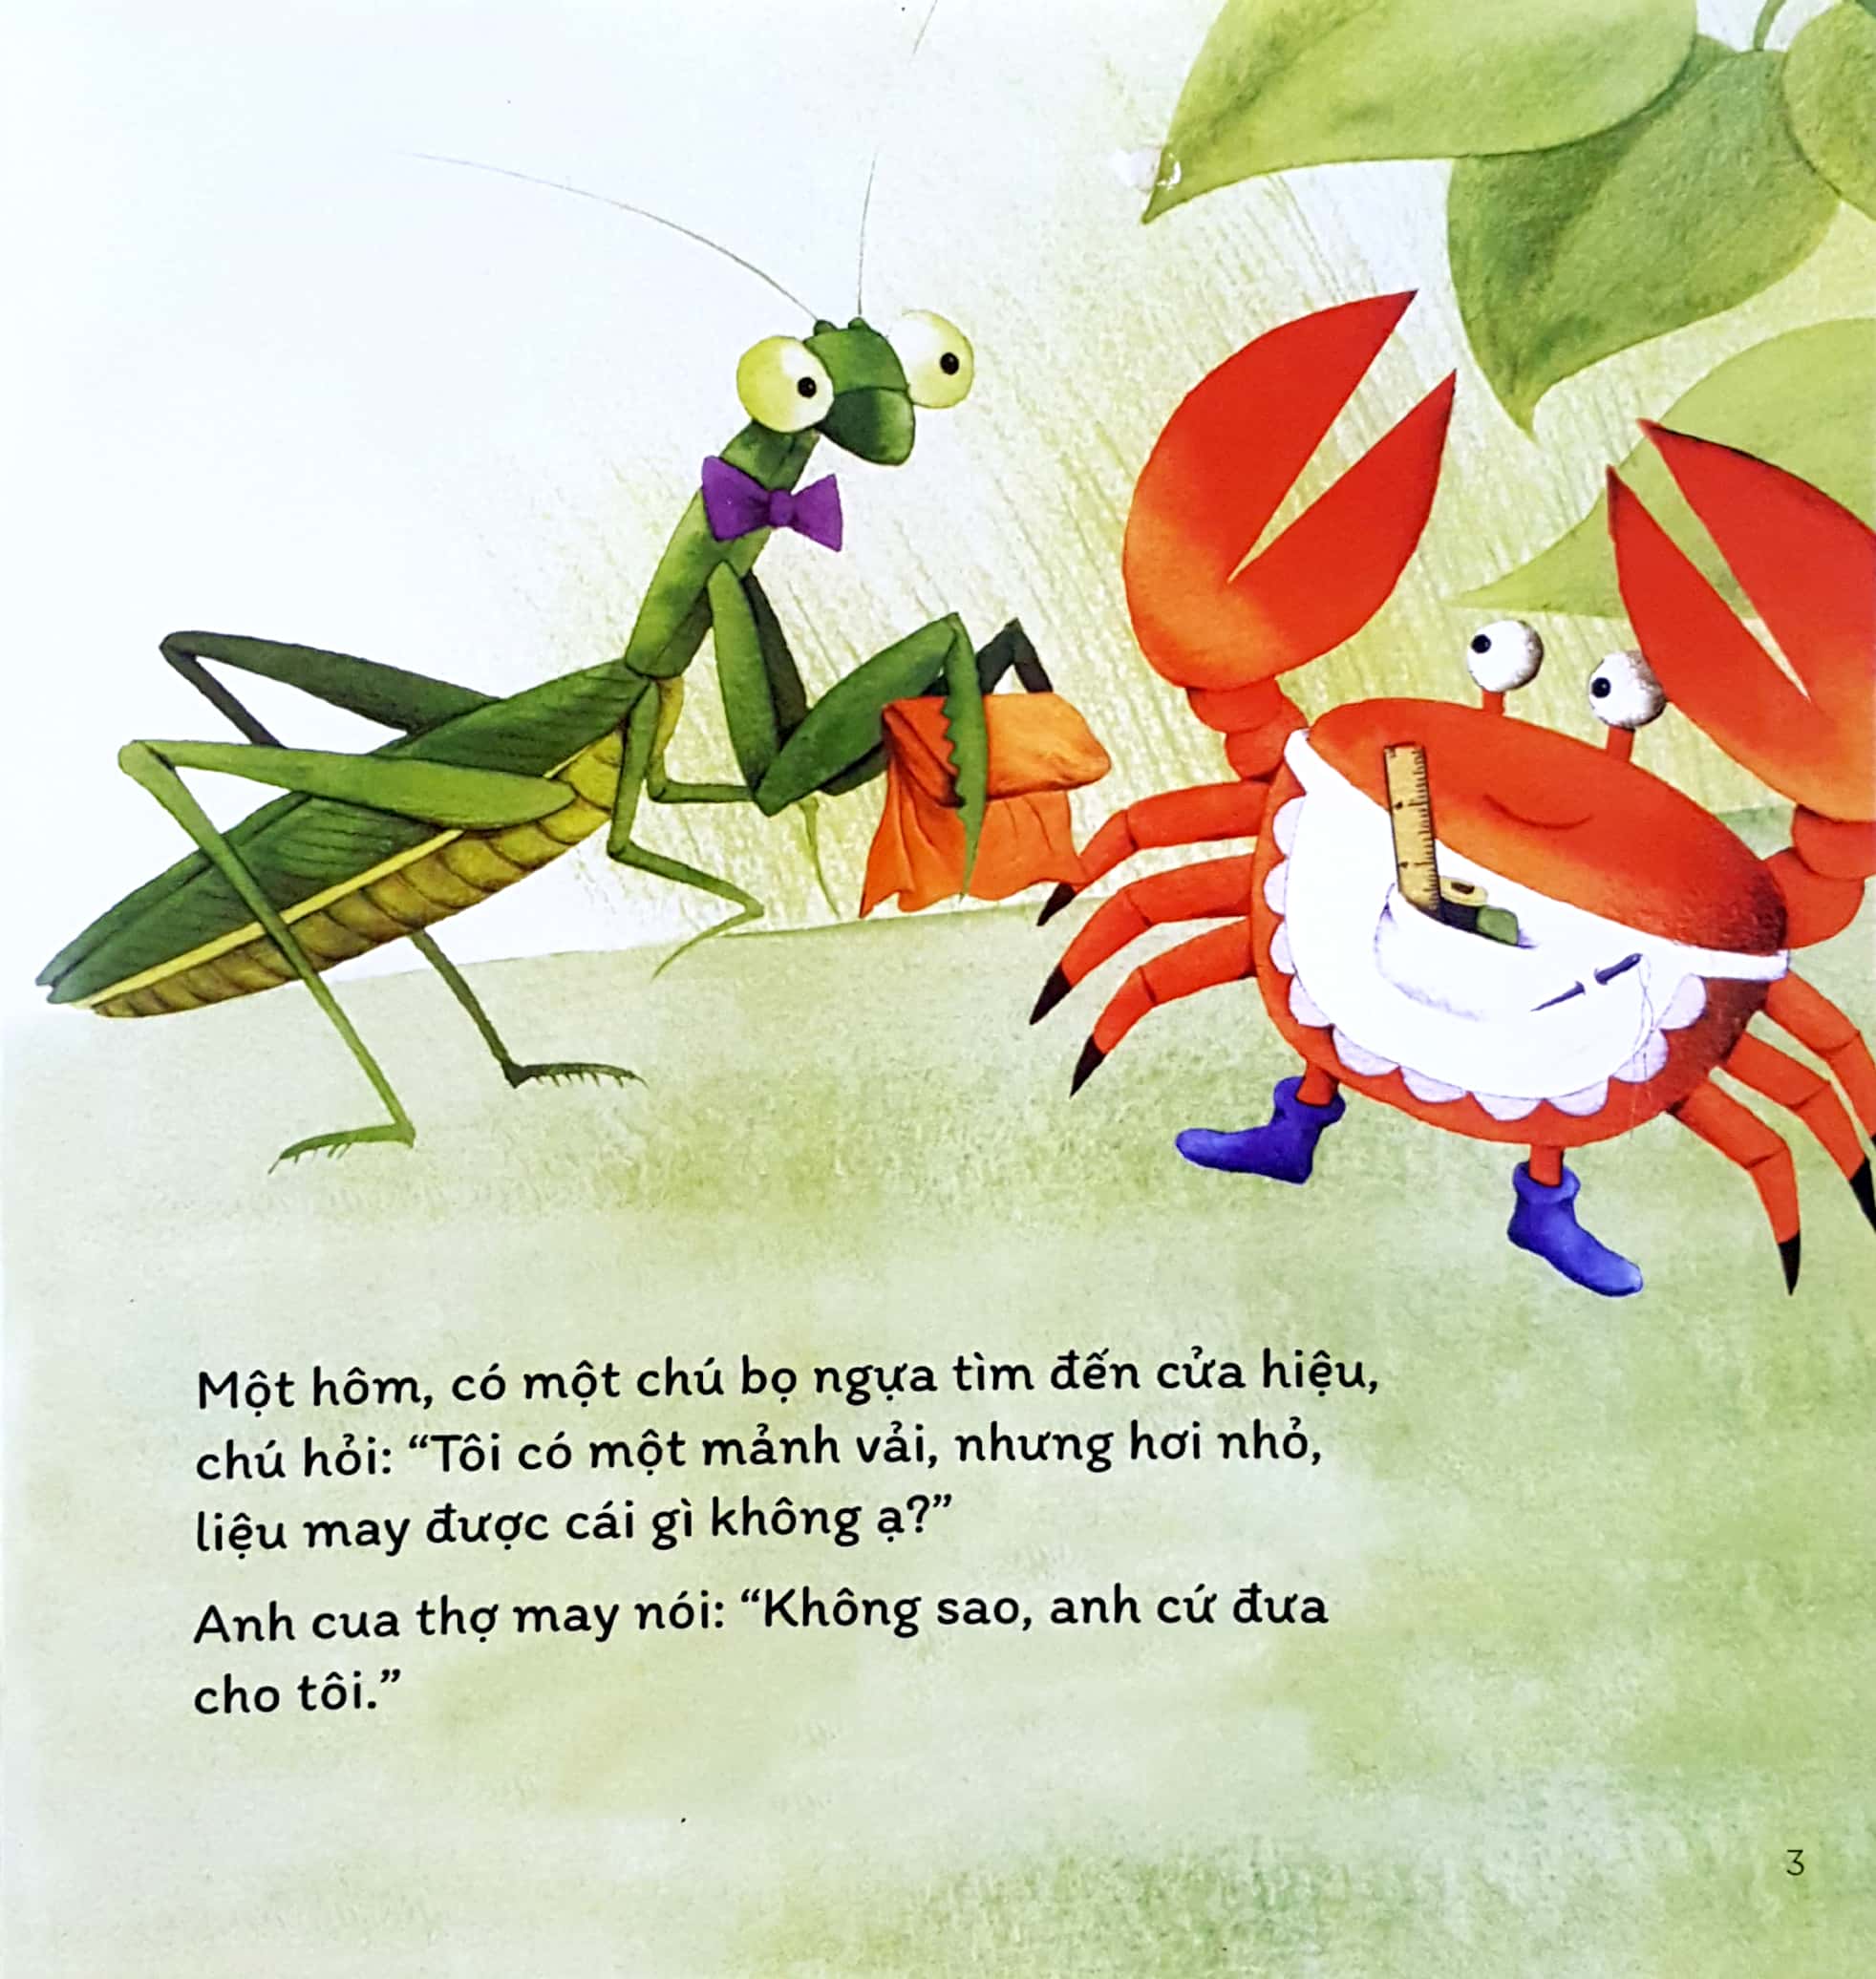 Một hôm, có một chú bọ ngựa tìm đến cửa hiệu,
chú hỏi: “Tôi có một mảnh vải, nhưng hơi nhỏ,
liệu may được cái gì không ạ?”
Anh cua thợ may nói: “Không sao, anh cứ đưa
cho tôi.”
3